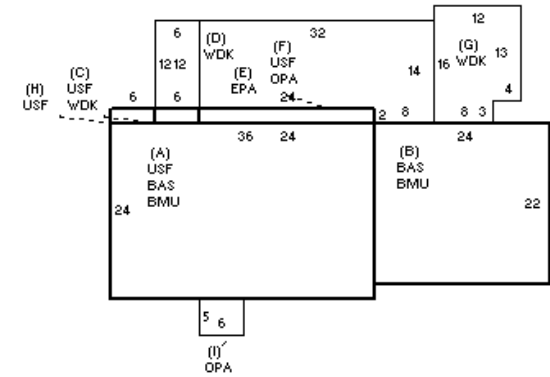 12
6 (D) 32
WDK (F) (G)
12 12 USF WDK 13
(C) (E) OPA 14 16
(H) USF EPA
USF WDK 6 6 24 4
2 8 8 3
36 24 24
(A) (B)
USF BAS
BAS BMU
BMU
24 22
5 6
(I)
OPA